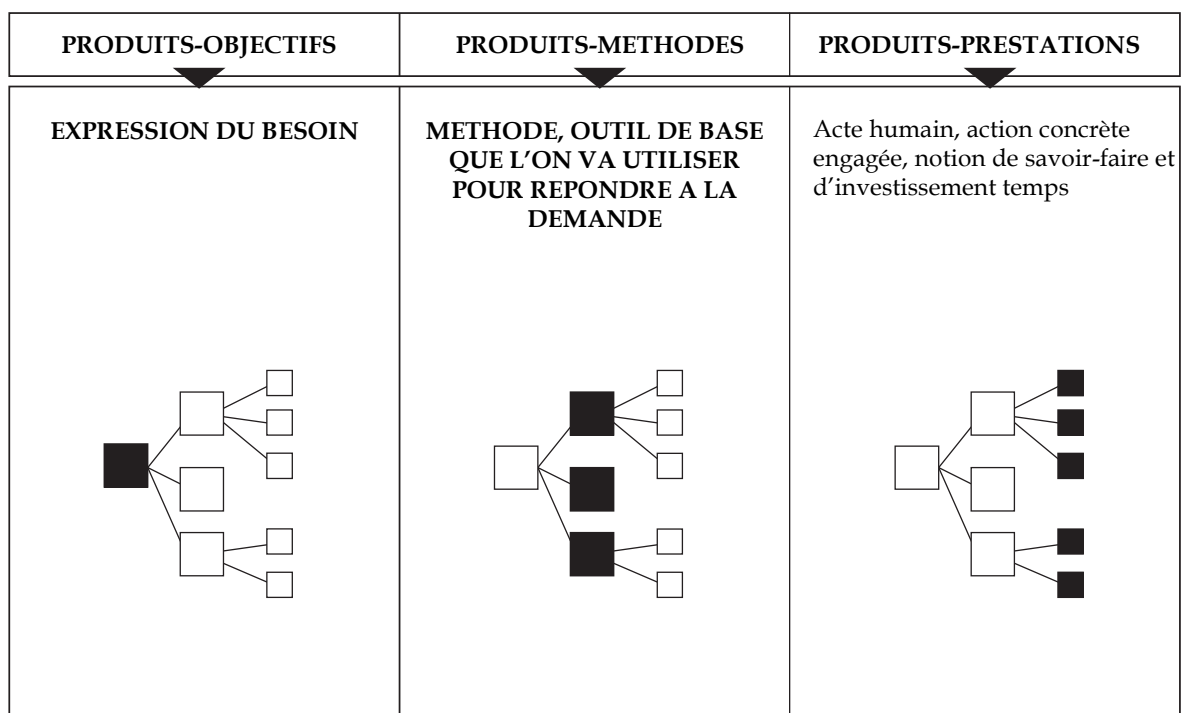 PRODUITS-OBJECTIFS
PRODUITS-METHODES
PRODUITS-PRESTATIONS
EXPRESSION DU BESOIN
METHODE, OUTIL DE BASE
QUE L'ON VA UTILISER
POUR REPONDRE A LA
DEMANDE
Acte humain, action concrète
engagée, notion de savoir-faire et
d'investissement temps